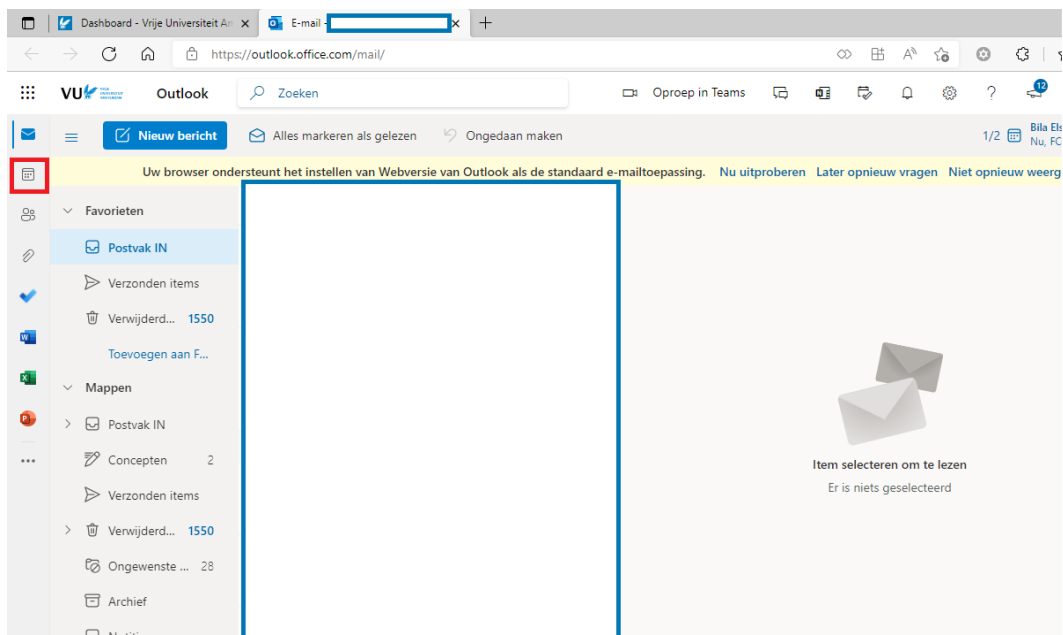 Dashboard - Vrije Universiteit An
E-mail -
https://outlook.office.com/mail/
VU
Outlook
Zoeken
Oproep in Teams
12
Nieuw bericht
Alles markeren als gelezen
Ongedaan maken
1/2
Bila Els
Nu, FC
Uw browser ondersteunt het instellen van Webversie van Outlook als de standaard e-mailtoepassing. Nu uitproberen Later opnieuw vragen Niet opnieuw weerg
Favorieten
Postvak IN
Verzonden items
Verwijderd... 1550
Toevoegen aan F...
Mappen
Postvak IN
Concepten 2
Verzonden items
Verwijderd... 1550
Ongewenste ... 28
Archief
Item selecteren om te lezen
Er is niets geselecteerd